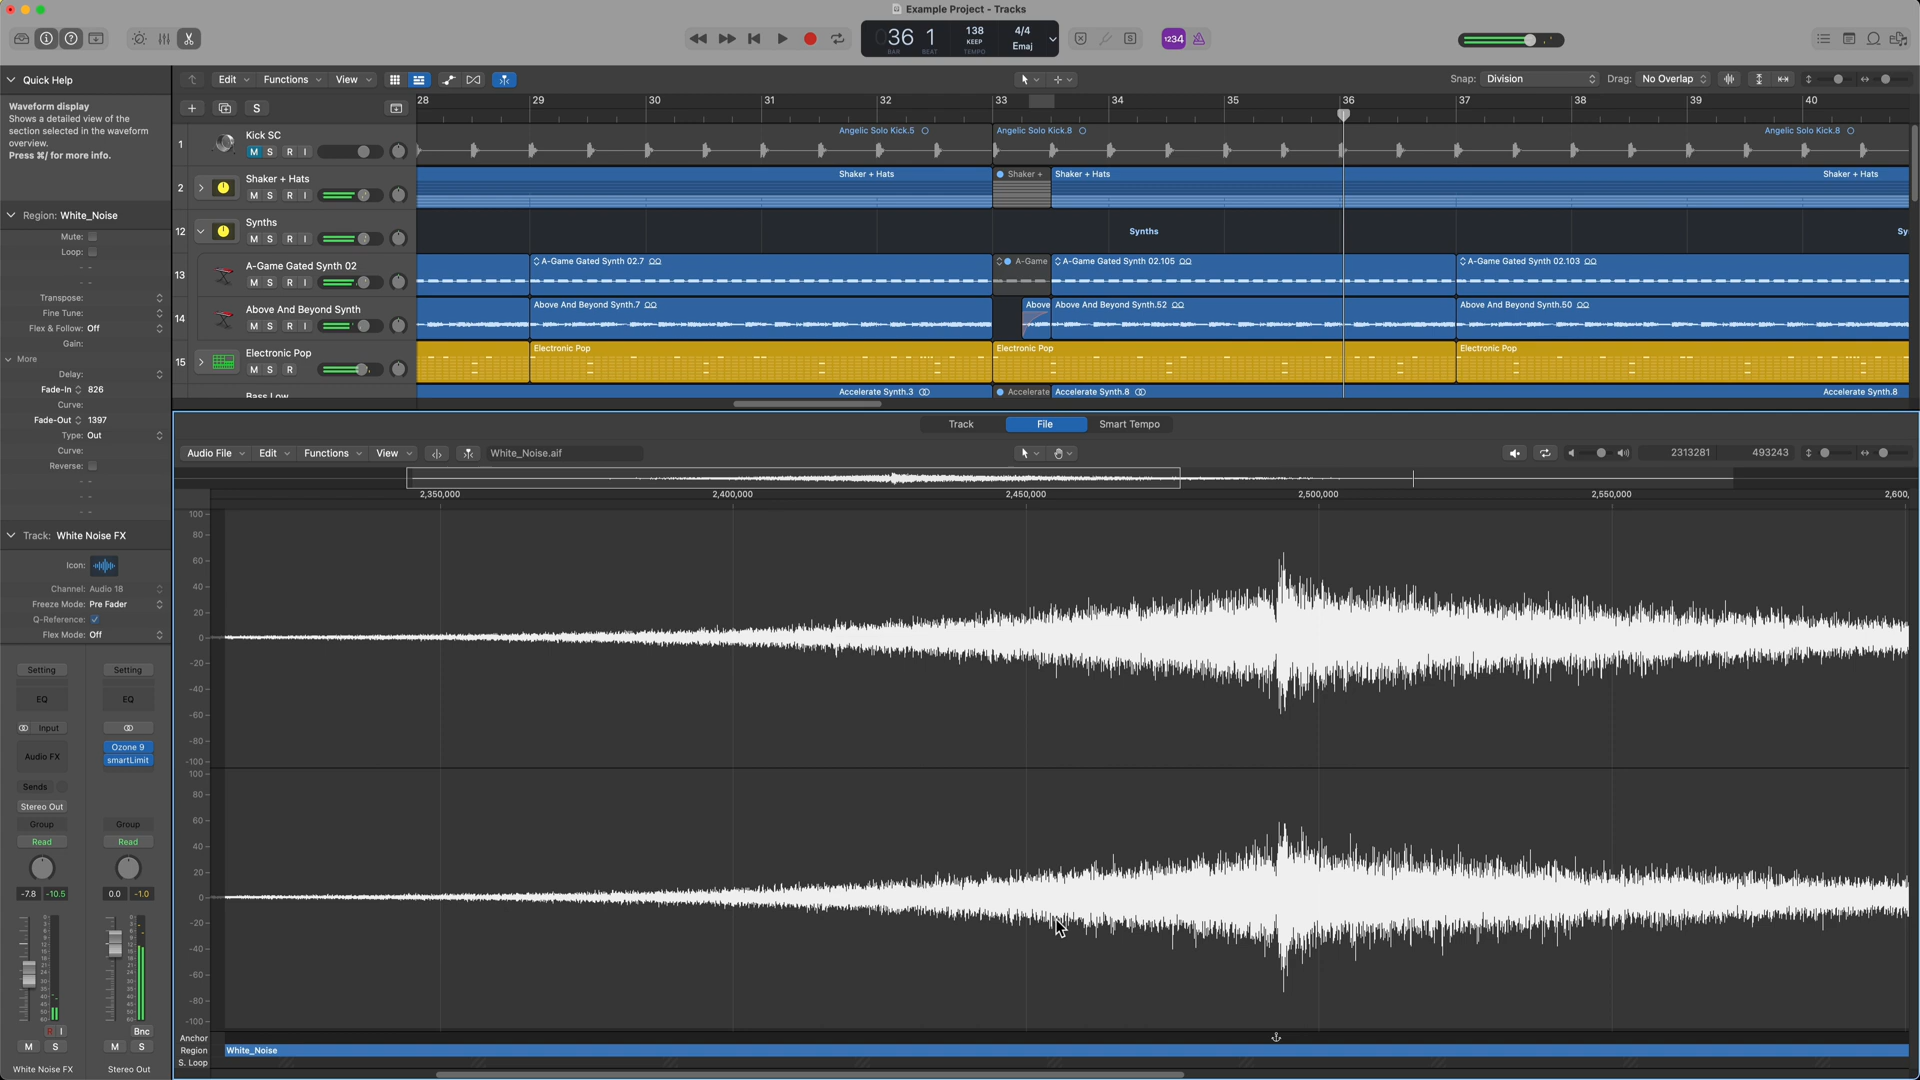 Example Project - Tracks
36 1
BAR BEAT
138
KEEP
TEMPO
4/4
Emaj
1234
Quick Help
Waveform display
Shows a detailed view of the
section selected in the waveform
overview.
Press ⌘/ for more info.
Edit Functions View
Snap: Division Drag: No Overlap
S
28 29 30 31 32 33 34 35 36 37 38 39 40
1 Kick SC
M S R I
Angelic Solo Kick.5
Angelic Solo Kick.8
Angelic Solo Kick.8
2 Shaker + Hats
M S R I
Shaker + Hats
Shaker +
Shaker + Hats
Shaker + Hats
12 Synths
M S R I
Synths
Sy
13 A-Game Gated Synth 02
M S R I
A-Game Gated Synth 02.7
A-Game
A-Game Gated Synth 02.105
A-Game Gated Synth 02.103
14 Above And Beyond Synth
M S R I
Above And Beyond Synth.7
Above
Above And Beyond Synth.52
Above And Beyond Synth.50
15 Electronic Pop
M S R
Electronic Pop
Electronic Pop
Electronic Pop
Bass Low
Accelerate Synth.3
Accelerate
Accelerate Synth.8
Accelerate Synth.8
Region: White_Noise
Mute:
Loop:
Transpose:
Fine Tune:
Flex & Follow: Off
Gain:
More
Delay:
Fade-In 826
Curve:
Fade-Out 1397
Type: Out
Curve:
Reverse:
Track: White Noise FX
Icon:
Channel: Audio 18
Freeze Mode: Pre Fader
Q-Reference:
Flex Mode: Off
Setting Setting
EQ EQ
Input
Audio FX
Ozone 9
smartLimit
Sends
Stereo Out
Group Group
Read Read
-7.8 -10.5 0.0 -1.0
R I
Bnc
M S M S
White Noise FX Stereo Out
Track File Smart Tempo
Audio File Edit Functions View
White_Noise.aif
2313281 493243
2,350,000 2,400,000 2,450,000 2,500,000 2,550,000 2,600,
100
80
60
40
20
0
-20
-40
-60
-80
-100
100
80
60
40
20
0
-20
-40
-60
-80
-100
Anchor
Region White_Noise
S. Loop